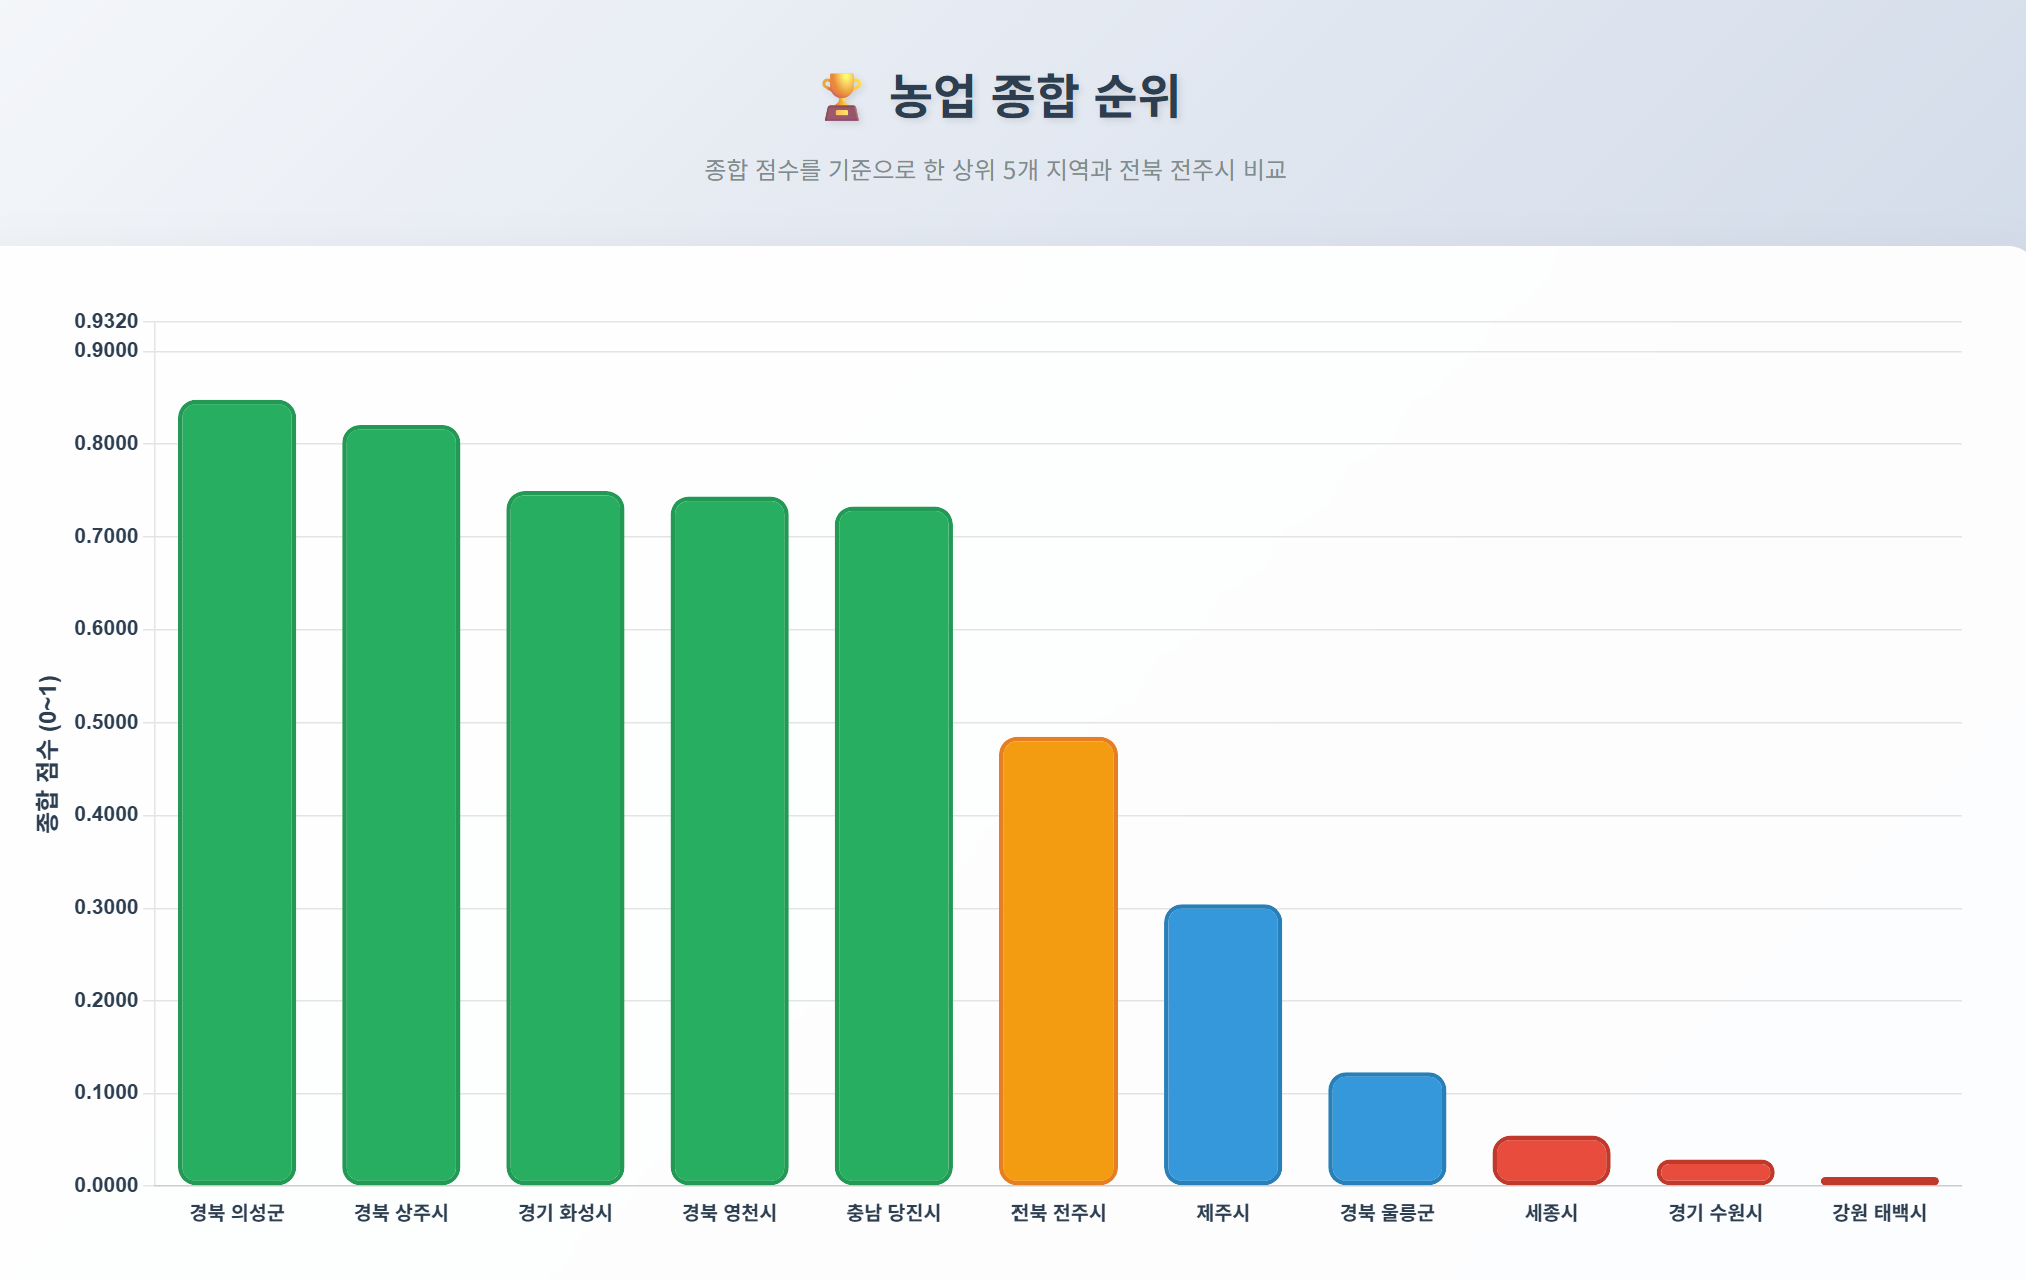 🏆 농업 종합 순위
종합 점수를 기준으로 한 상위 5개 지역과 전북 전주시 비교
종합 점수 (0~1)
0.9320
0.9000
0.8000
0.7000
0.6000
0.5000
0.4000
0.3000
0.2000
0.1000
0.0000
경북 의성군
경북 상주시
경기 화성시
경북 영천시
충남 당진시
전북 전주시
제주시
경북 울릉군
세종시
경기 수원시
강원 태백시